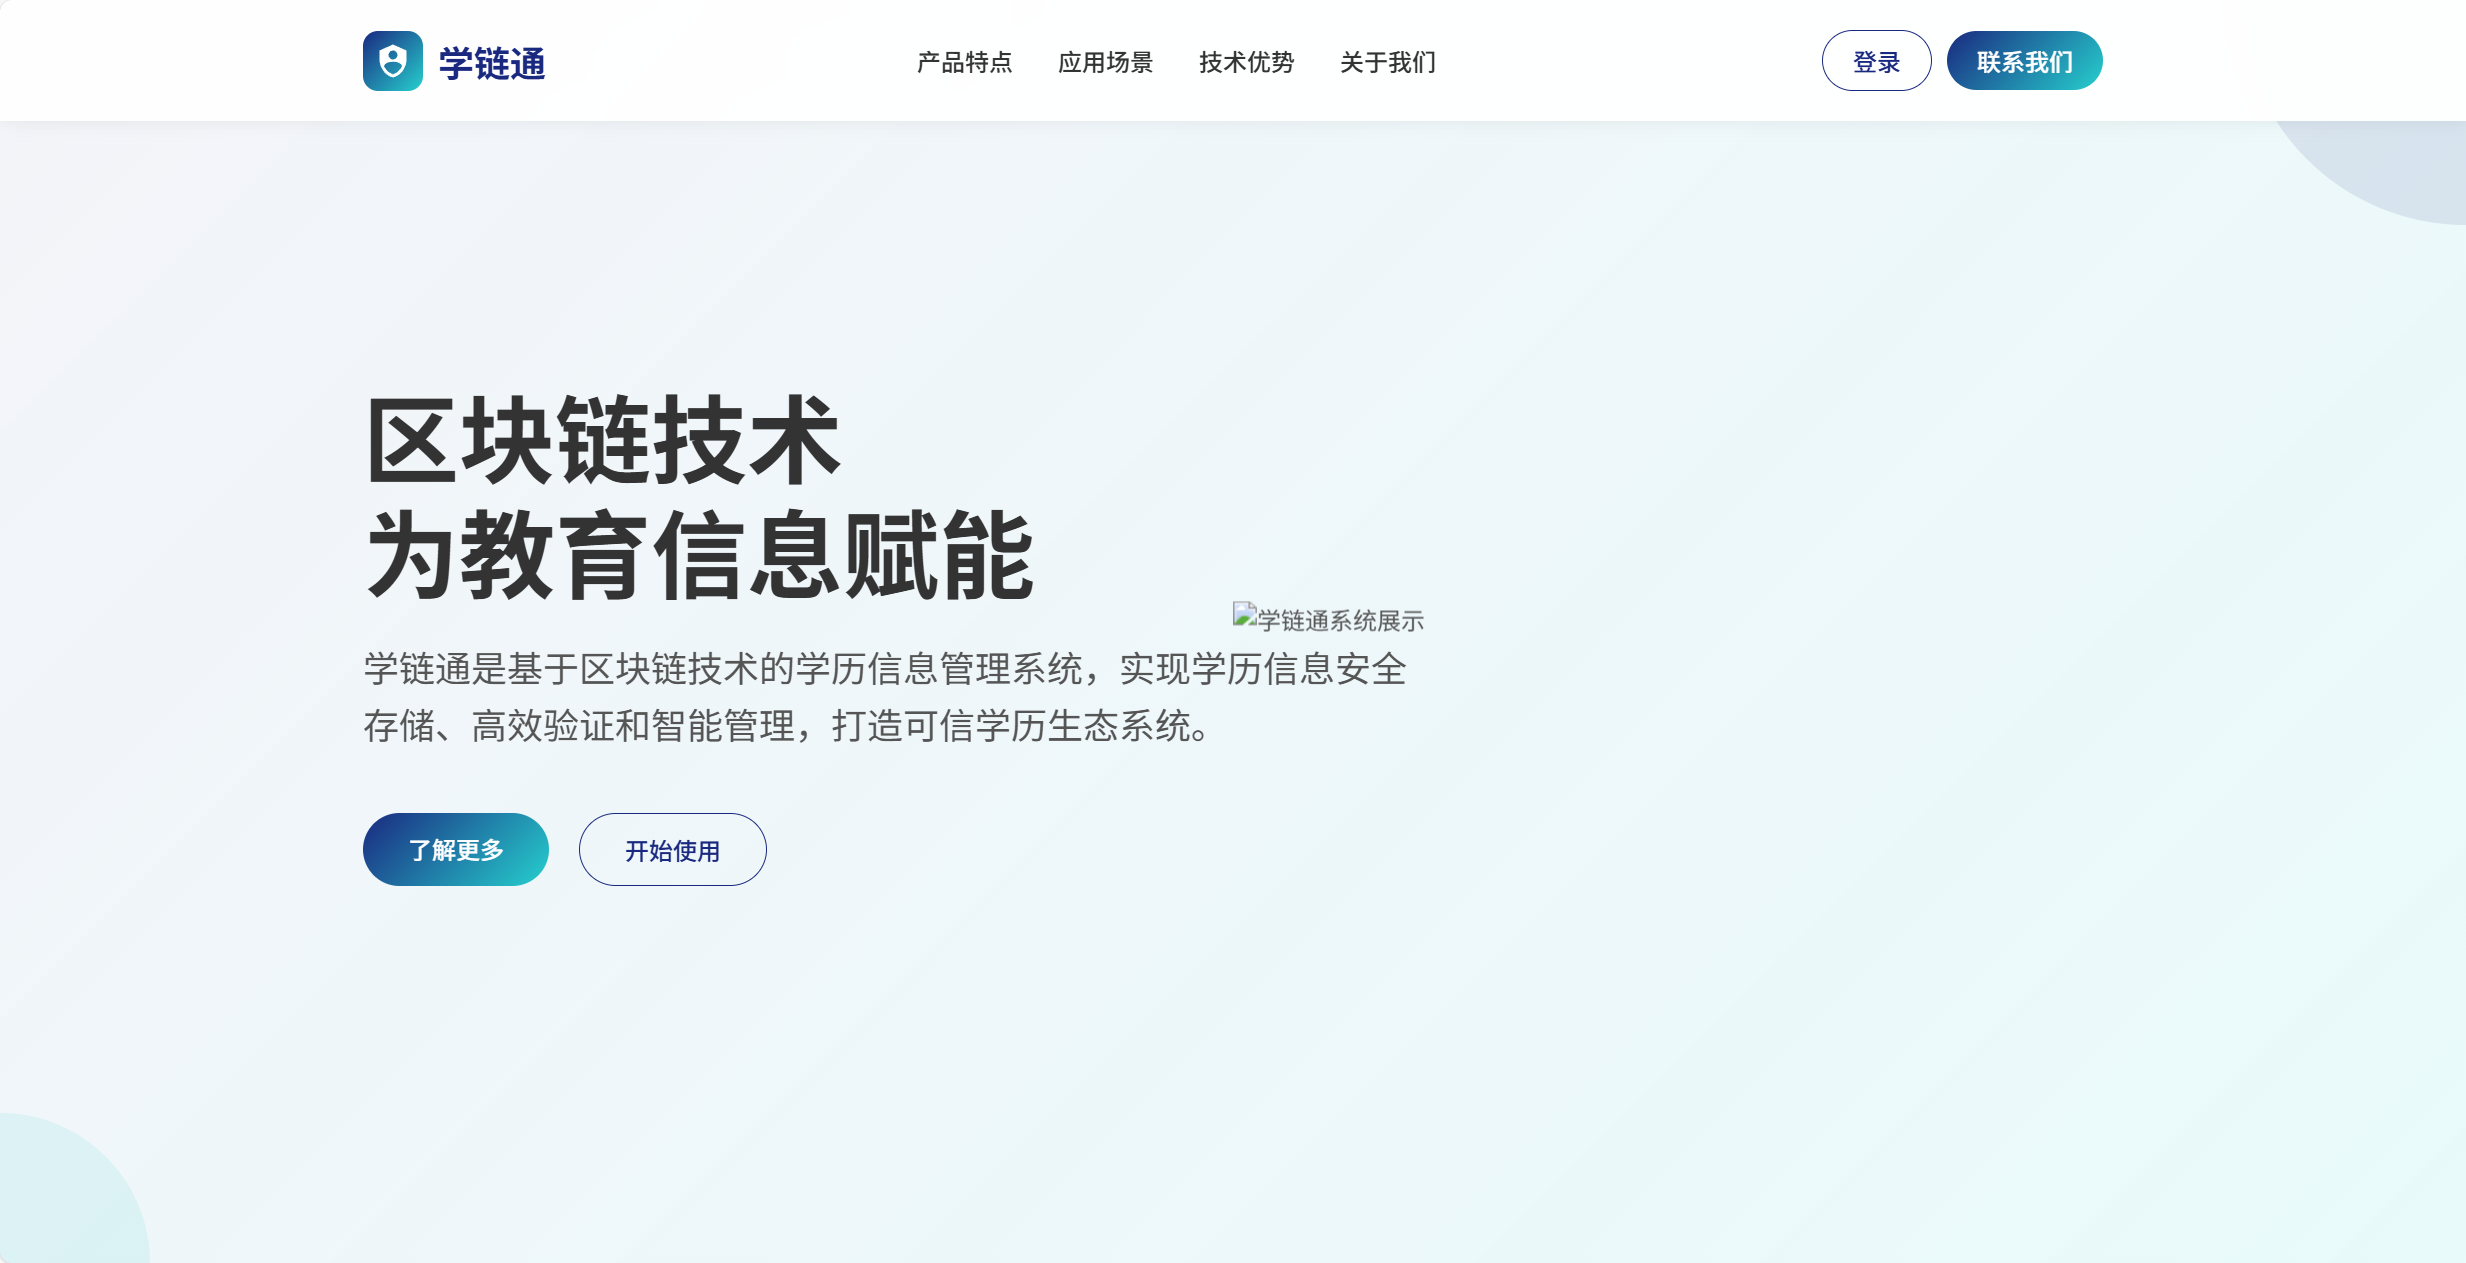 学链通
产品特点
应用场景
技术优势
关于我们
登录
联系我们
区块链技术
为教育信息赋能
学链通系统展示
学链通是基于区块链技术的学历信息管理系统，实现学历信息安全
存储、高效验证和智能管理，打造可信学历生态系统。
了解更多
开始使用